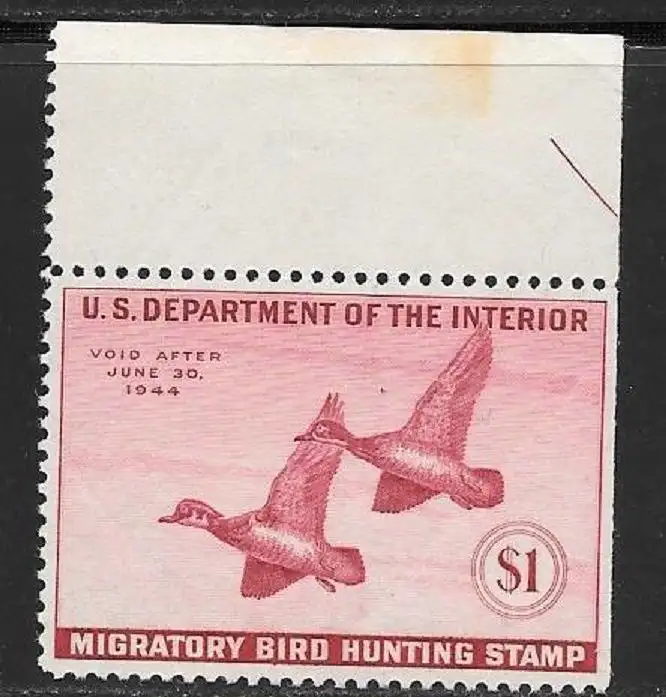 U.S. DEPARTMENT OF THE INTERIOR
VOID AFTER
JUNE 30,
1944
$1
MIGRATORY BIRD HUNTING STAMP